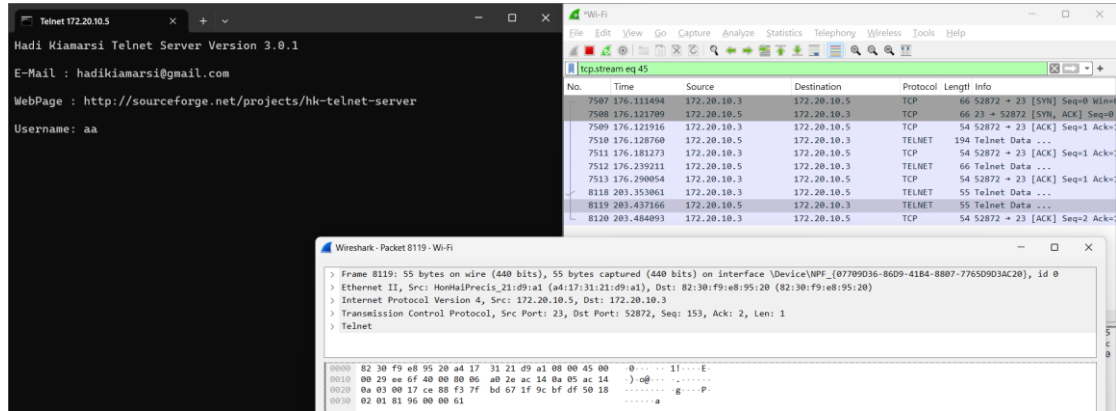 Telnet 172.20.10.5
Hadi Kiamarsi Telnet Server Version 3.0.1
E-Mail : hadikiamarsi@gmail.com
WebPage : http://sourceforge.net/projects/hk-telnet-server
Username: aa
*Wi-Fi
File Edit View Go Capture Analyze Statistics Telephony Wireless Tools Help
tcp.stream eq 45
No. Time Source Destination Protocol Lengtl Info
7507 176.111494 172.20.10.3 172.20.10.5 TCP 66 52872 → 23 [SYN] Seq=0 Win=
7508 176.121709 172.20.10.5 172.20.10.3 TCP 66 23 → 52872 [SYN, ACK] Seq=0
7509 176.121916 172.20.10.3 172.20.10.5 TCP 54 52872 → 23 [ACK] Seq=1 Ack=
7510 176.128760 172.20.10.5 172.20.10.3 TELNET 194 Telnet Data ...
7511 176.181273 172.20.10.3 172.20.10.5 TCP 54 52872 → 23 [ACK] Seq=1 Ack=
7512 176.239211 172.20.10.5 172.20.10.3 TELNET 66 Telnet Data ...
7513 176.290054 172.20.10.3 172.20.10.5 TCP 54 52872 → 23 [ACK] Seq=1 Ack=
8118 203.353061 172.20.10.3 172.20.10.5 TELNET 55 Telnet Data ...
8119 203.437166 172.20.10.5 172.20.10.3 TELNET 55 Telnet Data ...
8120 203.484093 172.20.10.3 172.20.10.5 TCP 54 52872 → 23 [ACK] Seq=2 Ack=
Wireshark · Packet 8119 · Wi-Fi
> Frame 8119: 55 bytes on wire (440 bits), 55 bytes captured (440 bits) on interface \Device\NPF_{07709D36-86D9-41B4-8807-7765D9D3AC20}, id 0
> Ethernet II, Src: HonHaiPrecis_21:d9:a1 (a4:17:31:21:d9:a1), Dst: 82:30:f9:e8:95:20 (82:30:f9:e8:95:20)
> Internet Protocol Version 4, Src: 172.20.10.5, Dst: 172.20.10.3
> Transmission Control Protocol, Src Port: 23, Dst Port: 52872, Seq: 153, Ack: 2, Len: 1
> Telnet
0000 82 30 f9 e8 95 20 a4 17 31 21 d9 a1 08 00 45 00 ·0··· ·· 1!····E·
0010 00 29 ee 6f 40 00 80 06 a0 2e ac 14 0a 05 ac 14 ·)·o@··· ·.······
0020 0a 03 00 17 ce 88 f3 7f bd 67 1f 9c bf df 50 18 ········ ·g····P·
0030 02 01 81 96 00 00 61 ······a